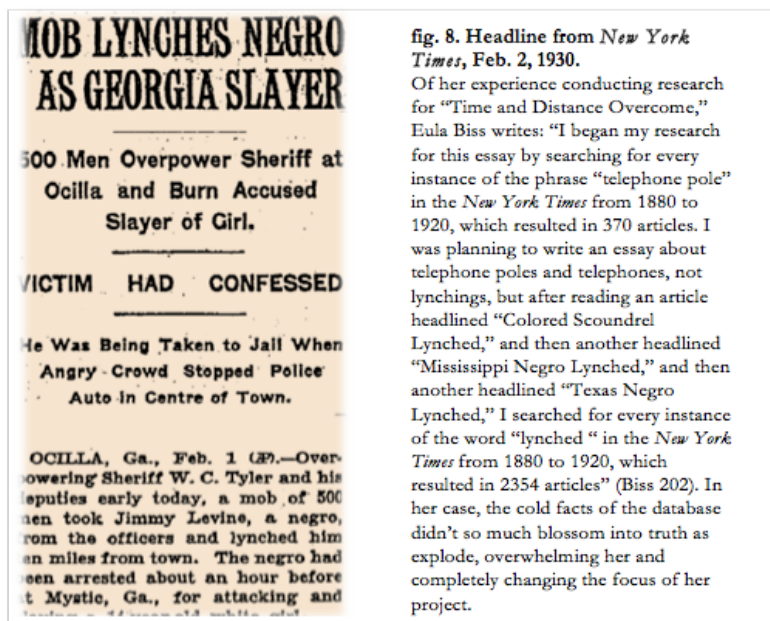 MOB LYNCHES NEGRO
AS GEORGIA SLAYER
500 Men Overpower Sheriff at
Ocilla and Burn Accused
Slayer of Girl.
VICTIM HAD CONFESSED
He Was Being Taken to Jail When
Angry Crowd Stopped Police
Auto in Centre of Town.
OCILLA, Ga., Feb. 1 (AP).—Over-
powering Sheriff W. C. Tyler and his
deputies early today, a mob of 500
men took Jimmy Levine, a negro,
from the officers and lynched him
ten miles from town. The negro had
been arrested about an hour before
at Mystic, Ga., for attacking and
fig. 8. Headline from New York
Times, Feb. 2, 1930.
Of her experience conducting research
for “Time and Distance Overcome,”
Eula Biss writes: “I began my research
for this essay by searching for every
instance of the phrase “telephone pole”
in the New York Times from 1880 to
1920, which resulted in 370 articles. I
was planning to write an essay about
telephone poles and telephones, not
lynchings, but after reading an article
headlined “Colored Scoundrel
Lynched,” and then another headlined
“Mississippi Negro Lynched,” and then
another headlined “Texas Negro
Lynched,” I searched for every instance
of the word “lynched “ in the New York
Times from 1880 to 1920, which
resulted in 2354 articles” (Biss 202). In
her case, the cold facts of the database
didn’t so much blossom into truth as
explode, overwhelming her and
completely changing the focus of her
project.